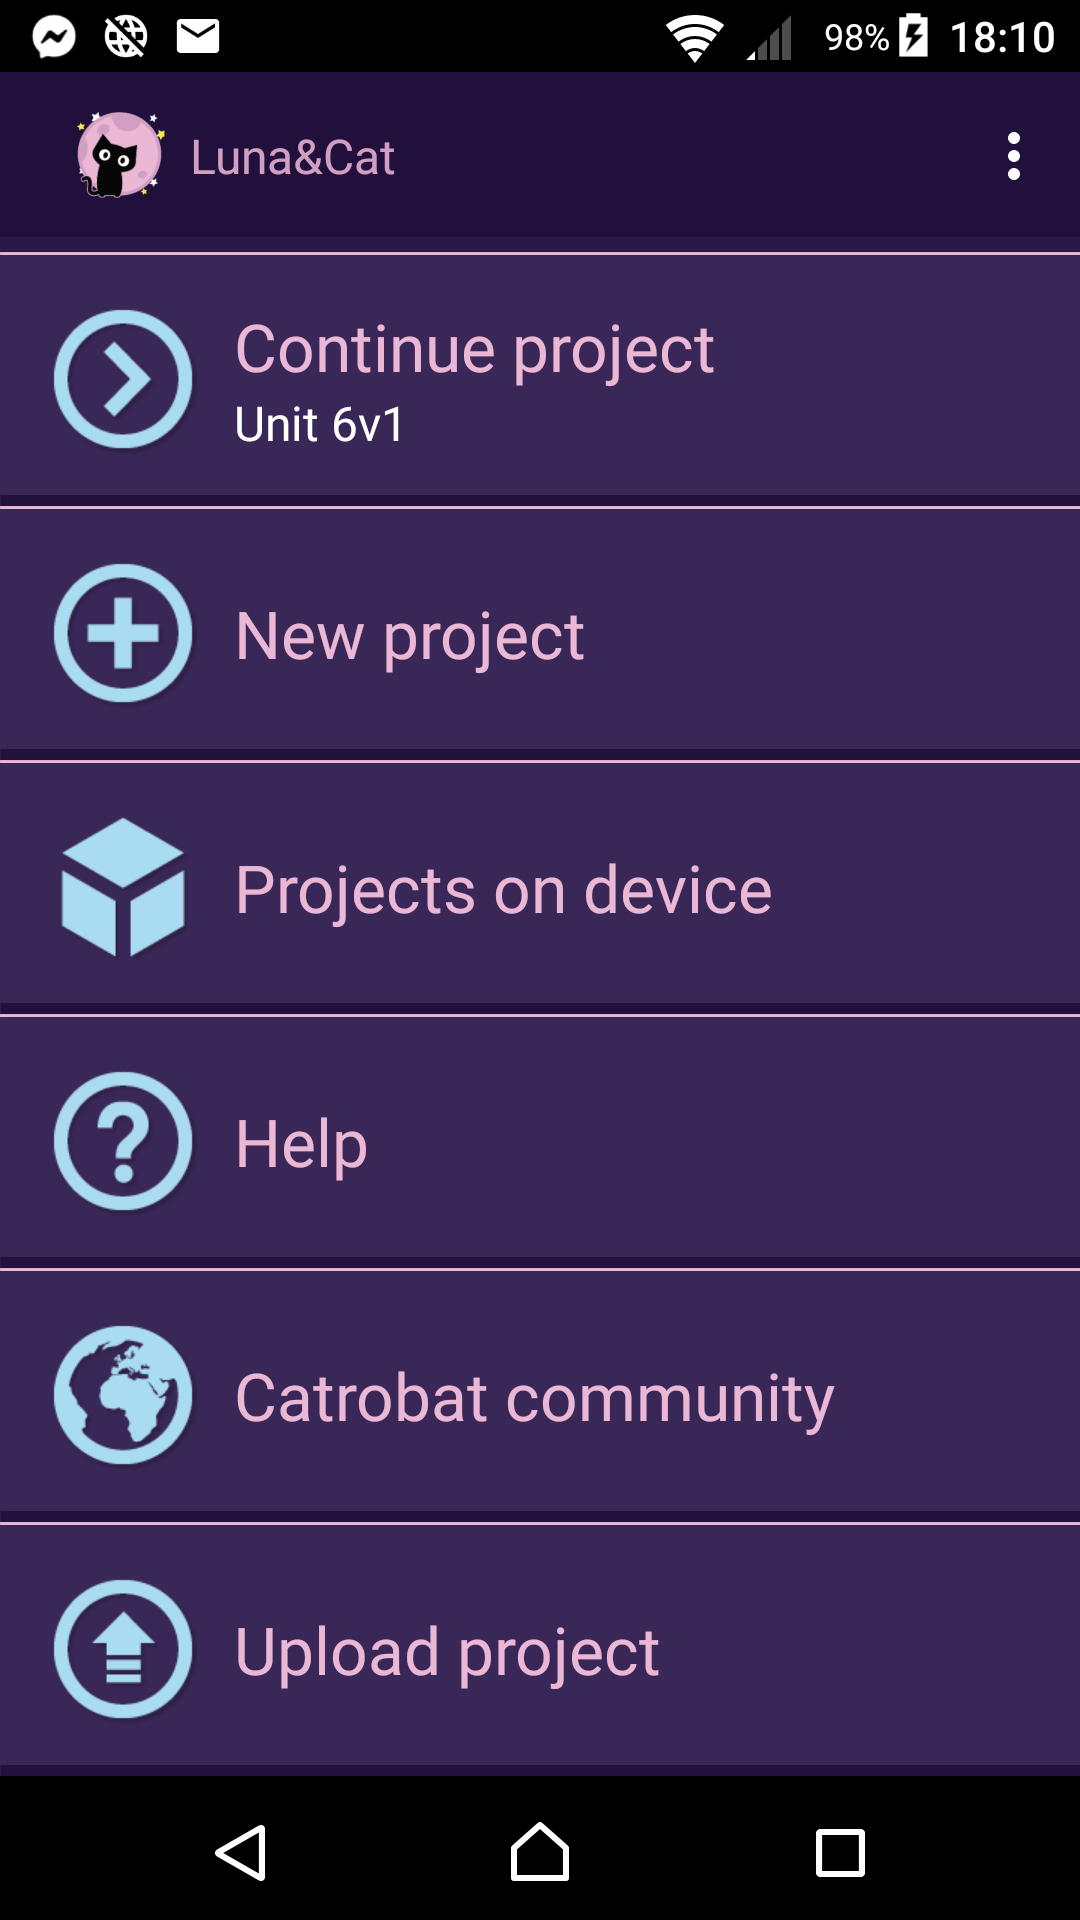 98% 18:10
Luna&Cat
Continue project
Unit 6v1
New project
Projects on device
Help
Catrobat community
Upload project